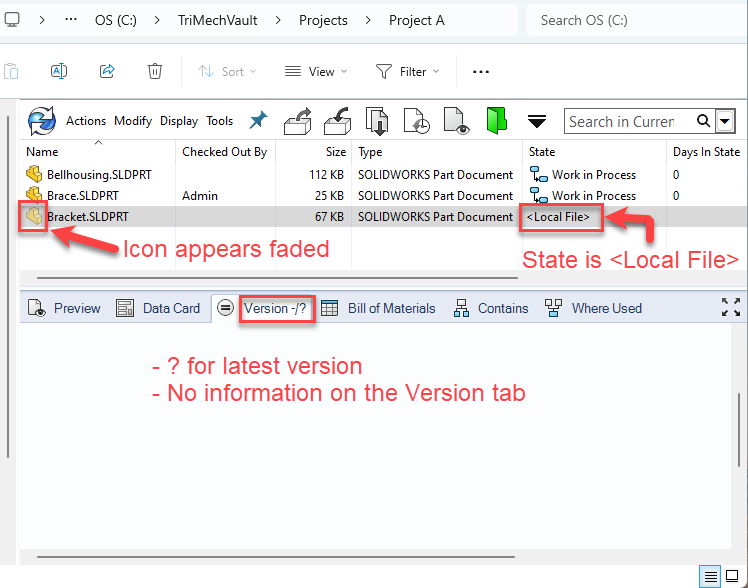 OS (C:) TriMechVault Projects Project A Search OS (C:)
Sort View Filter
Actions Modify Display Tools Search in Curren
Name Checked Out By Size Type State Days In State
Bellhousing.SLDPRT 112 KB SOLIDWORKS Part Document Work in Process 0
Brace.SLDPRT Admin 25 KB SOLIDWORKS Part Document Work in Process 0
Bracket.SLDPRT 67 KB SOLIDWORKS Part Document <Local File>
Icon appears faded
State is <Local File>
Preview Data Card Version -/? Bill of Materials Contains Where Used
- ? for latest version
- No information on the Version tab